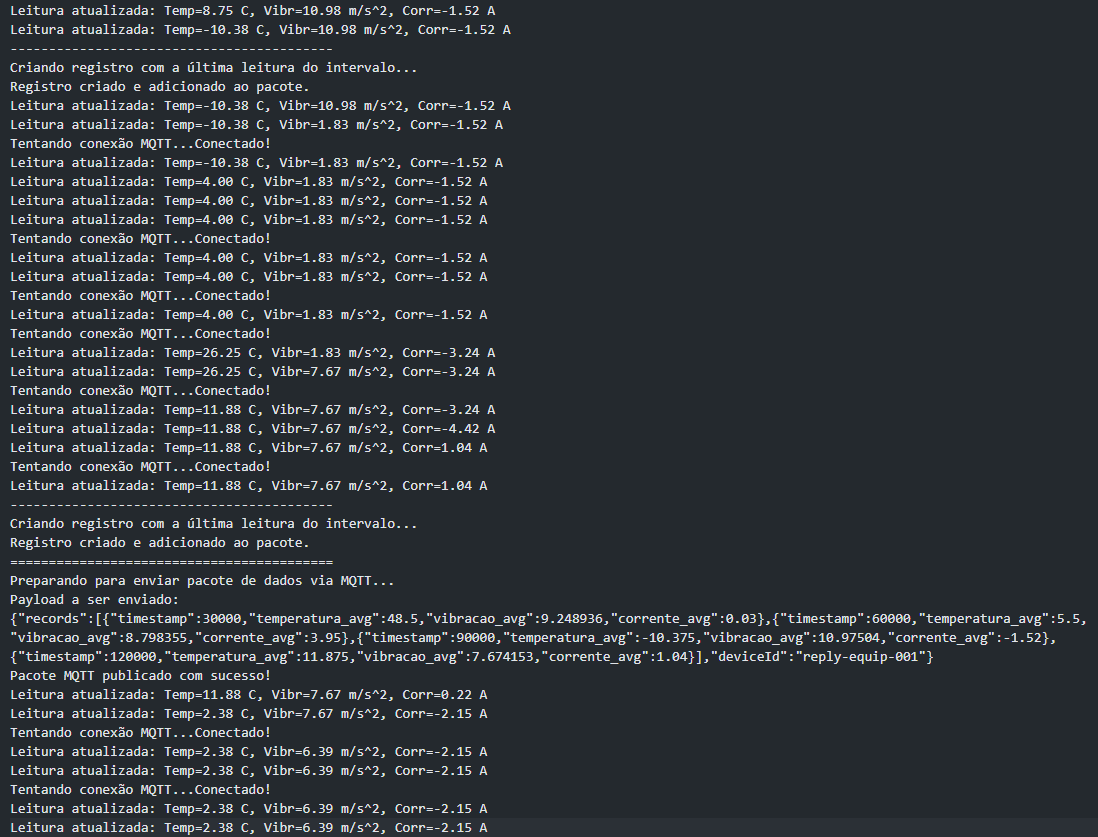 Leitura atualizada: Temp=8.75 C, Vibr=10.98 m/s^2, Corr=-1.52 A
Leitura atualizada: Temp=-10.38 C, Vibr=10.98 m/s^2, Corr=-1.52 A
------------------------------------------
Criando registro com a última leitura do intervalo...
Registro criado e adicionado ao pacote.
Leitura atualizada: Temp=-10.38 C, Vibr=10.98 m/s^2, Corr=-1.52 A
Leitura atualizada: Temp=-10.38 C, Vibr=1.83 m/s^2, Corr=-1.52 A
Tentando conexão MQTT...Conectado!
Leitura atualizada: Temp=-10.38 C, Vibr=1.83 m/s^2, Corr=-1.52 A
Leitura atualizada: Temp=4.00 C, Vibr=1.83 m/s^2, Corr=-1.52 A
Leitura atualizada: Temp=4.00 C, Vibr=1.83 m/s^2, Corr=-1.52 A
Leitura atualizada: Temp=4.00 C, Vibr=1.83 m/s^2, Corr=-1.52 A
Tentando conexão MQTT...Conectado!
Leitura atualizada: Temp=4.00 C, Vibr=1.83 m/s^2, Corr=-1.52 A
Leitura atualizada: Temp=4.00 C, Vibr=1.83 m/s^2, Corr=-1.52 A
Tentando conexão MQTT...Conectado!
Leitura atualizada: Temp=4.00 C, Vibr=1.83 m/s^2, Corr=-1.52 A
Tentando conexão MQTT...Conectado!
Leitura atualizada: Temp=26.25 C, Vibr=1.83 m/s^2, Corr=-3.24 A
Leitura atualizada: Temp=26.25 C, Vibr=7.67 m/s^2, Corr=-3.24 A
Tentando conexão MQTT...Conectado!
Leitura atualizada: Temp=11.88 C, Vibr=7.67 m/s^2, Corr=-3.24 A
Leitura atualizada: Temp=11.88 C, Vibr=7.67 m/s^2, Corr=-4.42 A
Leitura atualizada: Temp=11.88 C, Vibr=7.67 m/s^2, Corr=1.04 A
Tentando conexão MQTT...Conectado!
Leitura atualizada: Temp=11.88 C, Vibr=7.67 m/s^2, Corr=1.04 A
------------------------------------------
Criando registro com a última leitura do intervalo...
Registro criado e adicionado ao pacote.
==========================================
Preparando para enviar pacote de dados via MQTT...
Payload a ser enviado:
{"records":[{"timestamp":30000,"temperatura_avg":48.5,"vibracao_avg":9.248936,"corrente_avg":0.03},{"timestamp":60000,"temperatura_avg":5.5,
"vibracao_avg":8.798355,"corrente_avg":3.95},{"timestamp":90000,"temperatura_avg":-10.375,"vibracao_avg":10.97504,"corrente_avg":-1.52},
{"timestamp":120000,"temperatura_avg":11.875,"vibracao_avg":7.674153,"corrente_avg":1.04}],"deviceId":"reply-equip-001"}
Pacote MQTT publicado com sucesso!
Leitura atualizada: Temp=11.88 C, Vibr=7.67 m/s^2, Corr=0.22 A
Leitura atualizada: Temp=2.38 C, Vibr=7.67 m/s^2, Corr=-2.15 A
Tentando conexão MQTT...Conectado!
Leitura atualizada: Temp=2.38 C, Vibr=6.39 m/s^2, Corr=-2.15 A
Leitura atualizada: Temp=2.38 C, Vibr=6.39 m/s^2, Corr=-2.15 A
Tentando conexão MQTT...Conectado!
Leitura atualizada: Temp=2.38 C, Vibr=6.39 m/s^2, Corr=-2.15 A
Leitura atualizada: Temp=2.38 C, Vibr=6.39 m/s^2, Corr=-2.15 A